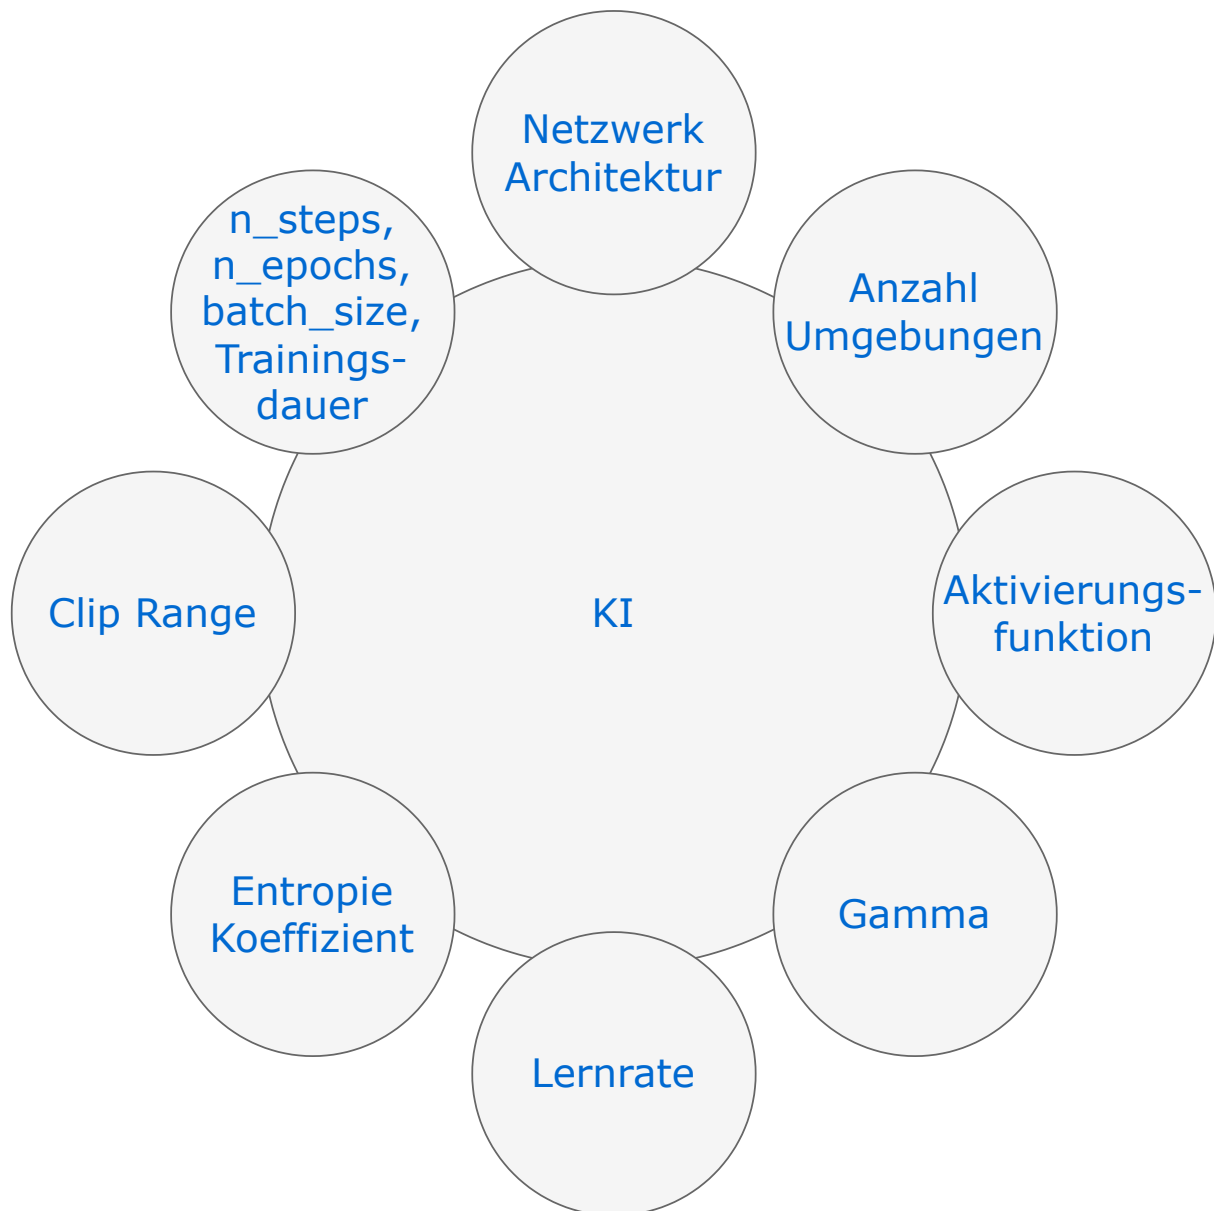 Netzwerk
Architektur
n_steps,
n_epochs,
batch_size,
Trainings-
dauer
Anzahl
Umgebungen
Clip Range
KI
Aktivierungs-
funktion
Entropie
Koeffizient
Gamma
Lernrate